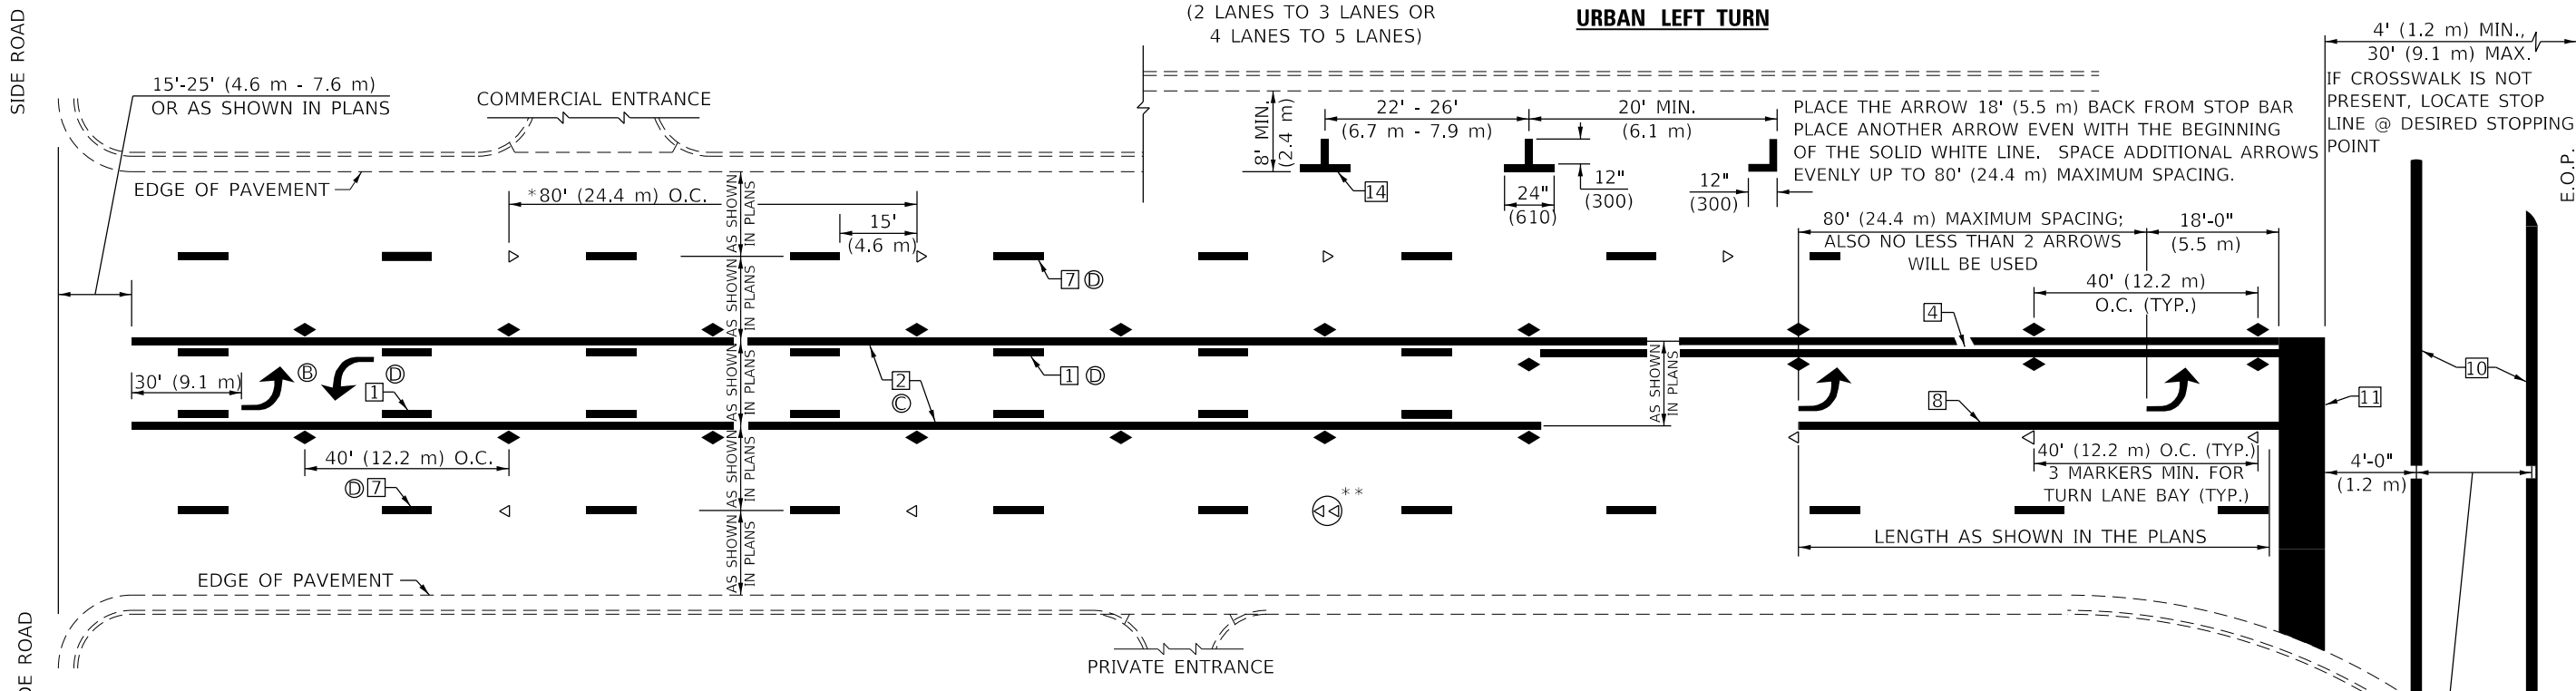 (2 LANES TO 3 LANES OR
4 LANES TO 5 LANES)
URBAN LEFT TURN
SIDE ROAD
15'-25' (4.6 m - 7.6 m)
OR AS SHOWN IN PLANS
COMMERCIAL ENTRANCE
EDGE OF PAVEMENT
*80' (24.4 m) O.C.
15'
(4.6 m)
AS SHOWN
IN PLANS
8' MIN.
(2.4 m)
22' - 26'
(6.7 m - 7.9 m)
20' MIN.
(6.1 m)
14
24"
(610)
12"
(300)
12"
(300)
PLACE THE ARROW 18' (5.5 m) BACK FROM STOP BAR
PLACE ANOTHER ARROW EVEN WITH THE BEGINNING
OF THE SOLID WHITE LINE. SPACE ADDITIONAL ARROWS
EVENLY UP TO 80' (24.4 m) MAXIMUM SPACING.
4' (1.2 m) MIN.,
30' (9.1 m) MAX.
IF CROSSWALK IS NOT
PRESENT, LOCATE STOP
LINE @ DESIRED STOPPING
POINT
E.O.P.
80' (24.4 m) MAXIMUM SPACING;
ALSO NO LESS THAN 2 ARROWS
WILL BE USED
18'-0"
(5.5 m)
40' (12.2 m)
O.C. (TYP.)
7 D
AS SHOWN
IN PLANS
4
30' (9.1 m)
B
D
1
AS SHOWN
IN PLANS
2
C
1 D
AS SHOWN
IN PLANS
8
10
11
40' (12.2 m) O.C.
D 7
AS SHOWN
IN PLANS
**
40' (12.2 m) O.C. (TYP.)
3 MARKERS MIN. FOR
TURN LANE BAY (TYP.)
4'-0"
(1.2 m)
LENGTH AS SHOWN IN THE PLANS
AS SHOWN
IN PLANS
EDGE OF PAVEMENT
PRIVATE ENTRANCE
DE ROAD